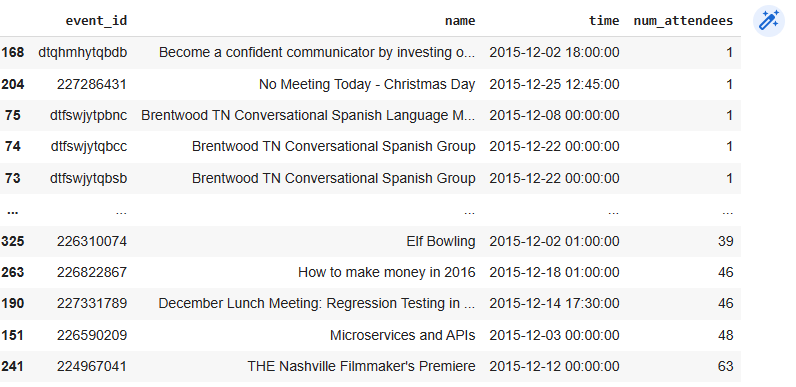 event_id name time num_attendees
168 dtqhmhytqbdb Become a confident communicator by investing o... 2015-12-02 18:00:00 1
204 227286431 No Meeting Today - Christmas Day 2015-12-25 12:45:00 1
75 dtfswjytpbnc Brentwood TN Conversational Spanish Language M... 2015-12-08 00:00:00 1
74 dtfswjytqbcc Brentwood TN Conversational Spanish Group 2015-12-22 00:00:00 1
73 dtfswjytqbsb Brentwood TN Conversational Spanish Group 2015-12-22 00:00:00 1
... ... ... ... ...
325 226310074 Elf Bowling 2015-12-02 01:00:00 39
263 226822867 How to make money in 2016 2015-12-18 01:00:00 46
190 227331789 December Lunch Meeting: Regression Testing in ... 2015-12-14 17:30:00 46
151 226590209 Microservices and APIs 2015-12-03 00:00:00 48
241 224967041 THE Nashville Filmmaker's Premiere 2015-12-12 00:00:00 63